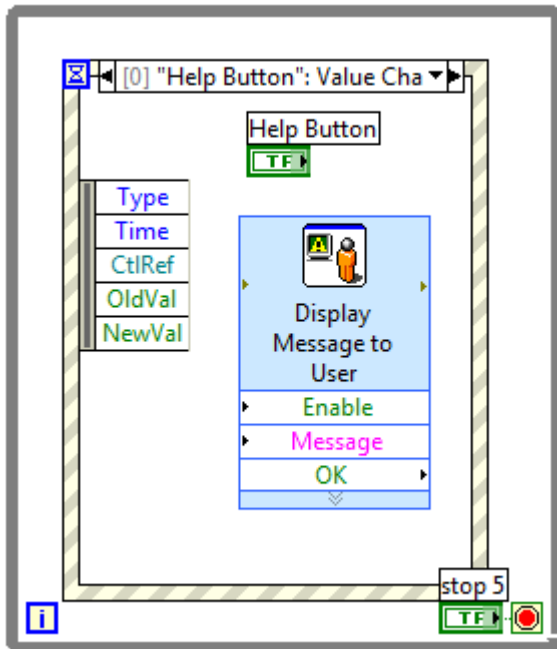 [0] "Help Button": Value Cha
Help Button
TF
Type
Time
CtlRef
OldVal
NewVal
Display
Message to
User
Enable
Message
OK
stop 5
i
TF